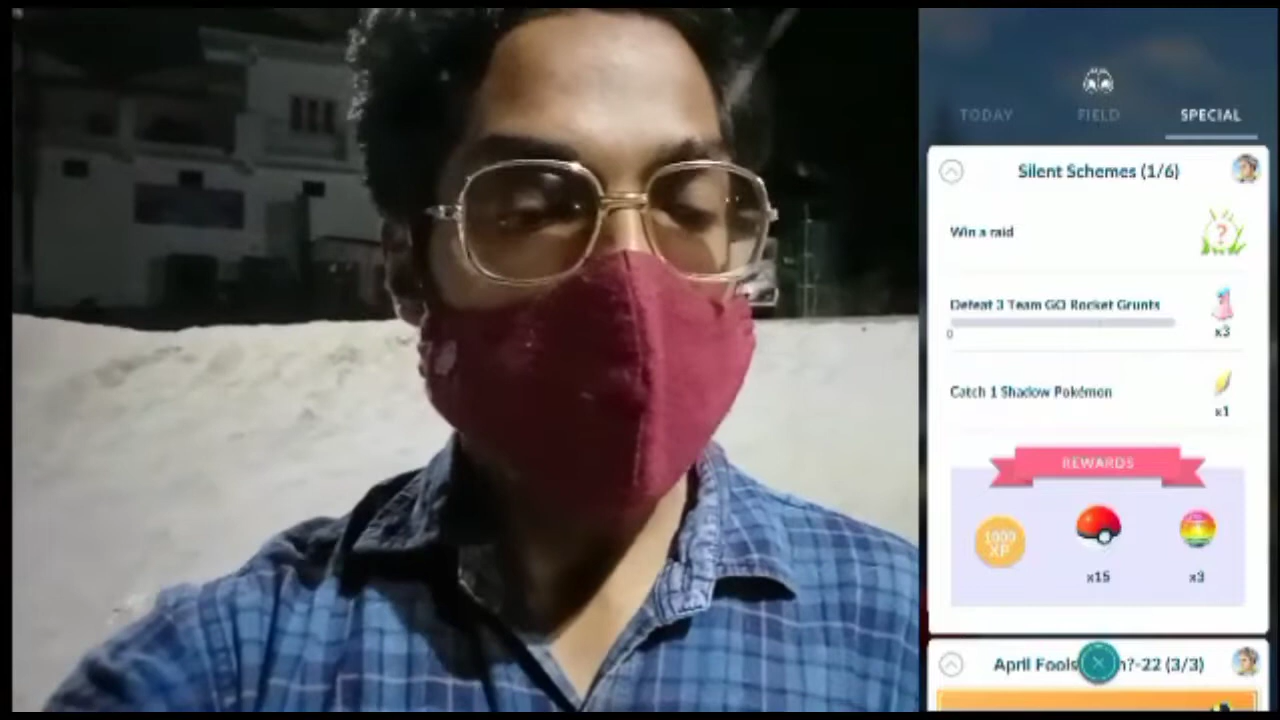 TODAY FIELD SPECIAL
Silent Schemes (1/6)
Win a raid
?
Defeat 3 Team GO Rocket Grunts
x3
0
Catch 1 Shadow Pokémon
x1
REWARDS
1000
XP
x15
x3
April Fools n?-22 (3/3)